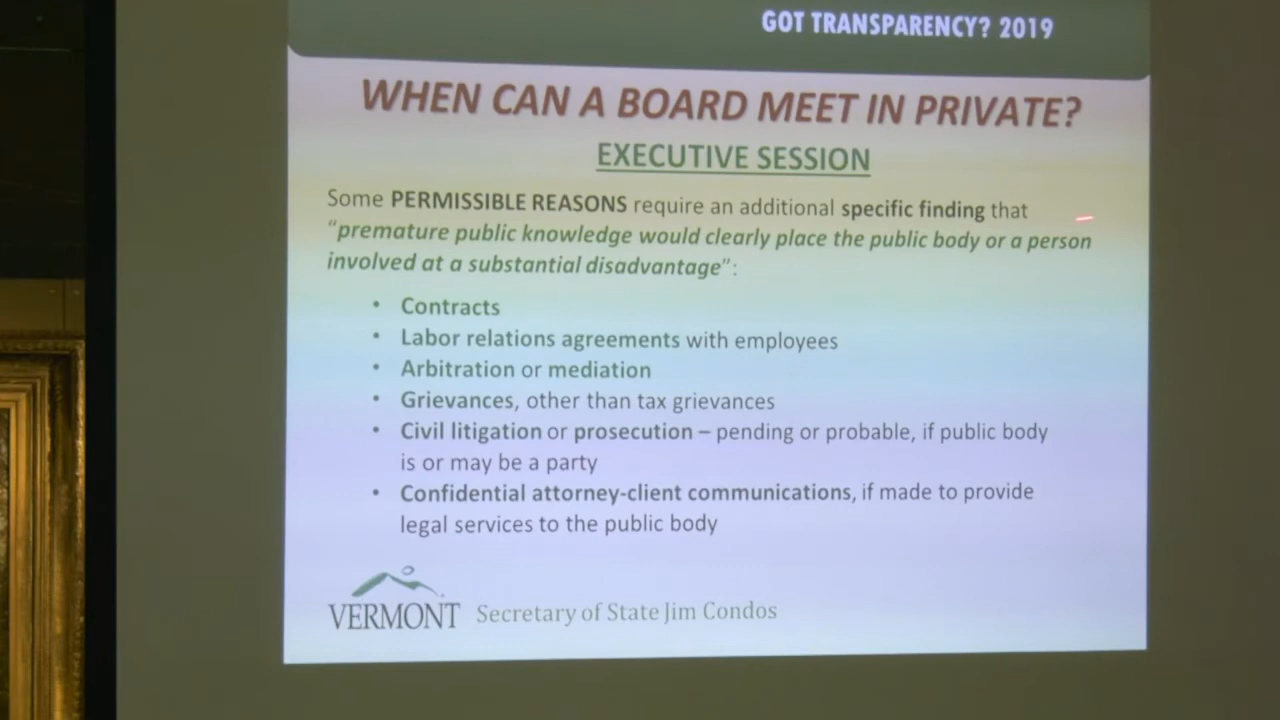 GOT TRANSPARENCY? 2019
WHEN CAN A BOARD MEET IN PRIVATE?
EXECUTIVE SESSION
Some PERMISSIBLE REASONS require an additional specific finding that
"premature public knowledge would clearly place the public body or a person
involved at a substantial disadvantage":
• Contracts
• Labor relations agreements with employees
• Arbitration or mediation
• Grievances, other than tax grievances
• Civil litigation or prosecution – pending or probable, if public body
is or may be a party
• Confidential attorney-client communications, if made to provide
legal services to the public body
VERMONT Secretary of State Jim Condos